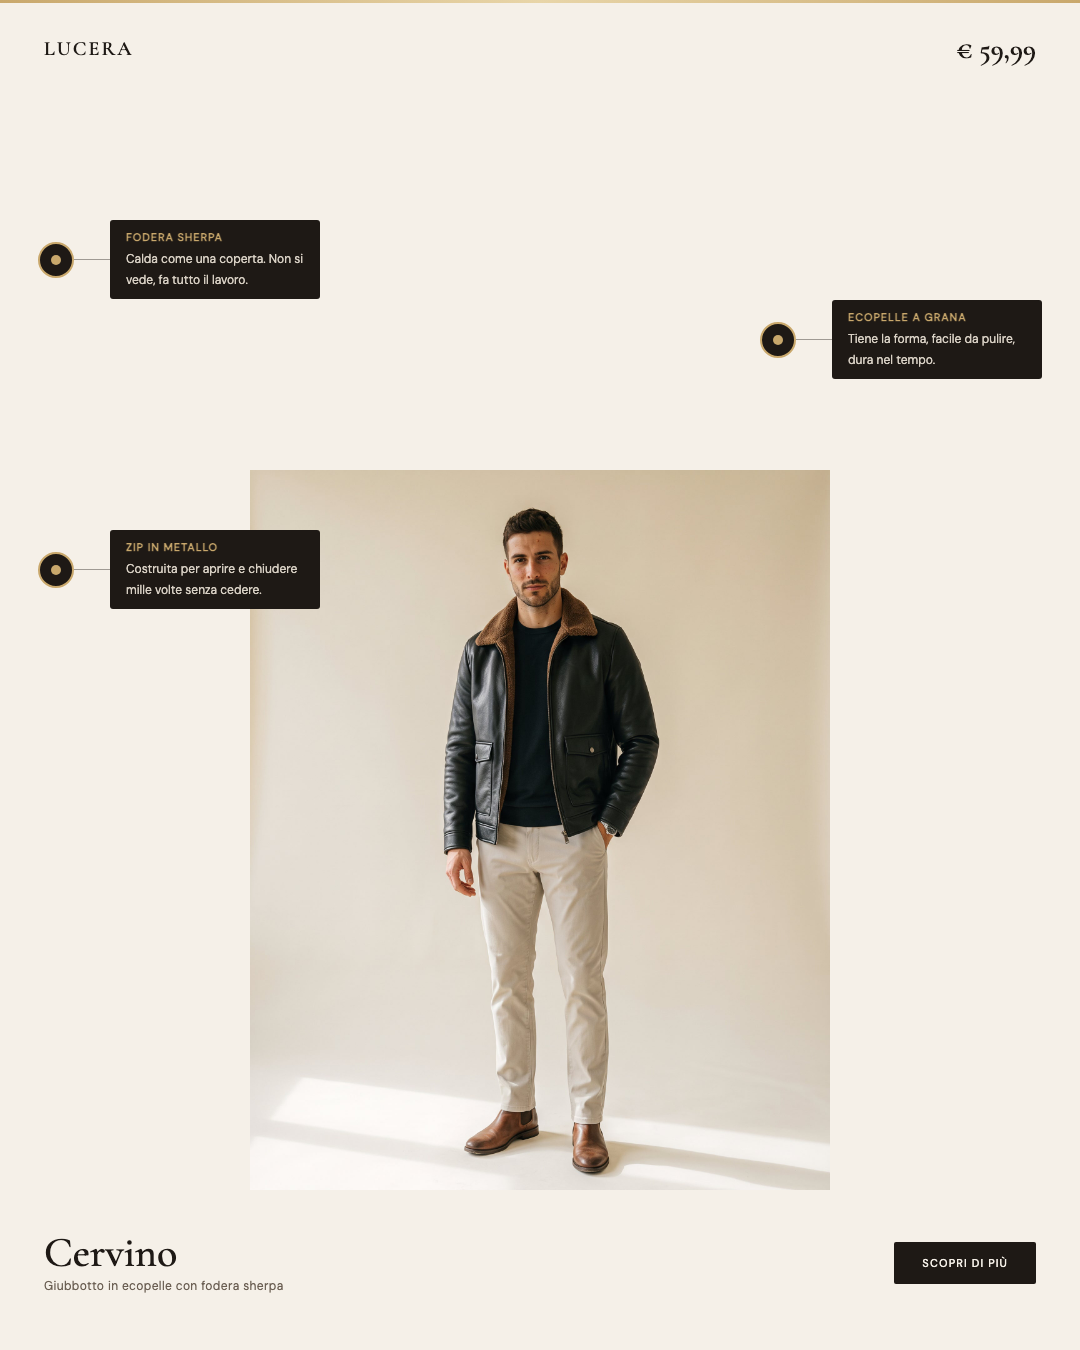 LUCERA
€ 59,99
FODERA SHERPA
Calda come una coperta. Non si
vede, fa tutto il lavoro.
ECOPELLE A GRANA
Tiene la forma, facile da pulire,
dura nel tempo.
ZIP IN METALLO
Costruita per aprire e chiudere
mille volte senza cedere.
Cervino
Giubbotto in ecopelle con fodera sherpa
SCOPRI DI PIÙ